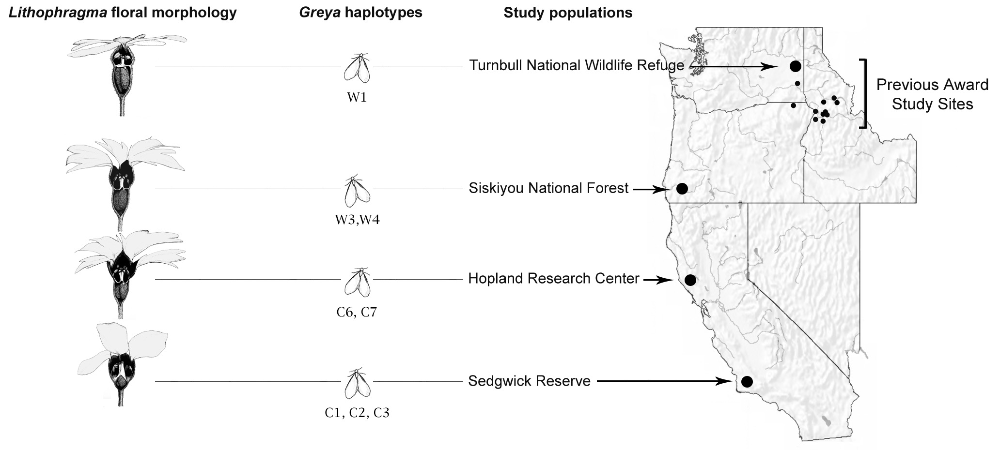 Lithophragma floral morphology
Greya haplotypes
Study populations
Turnbull National Wildlife Refuge
W1
Previous Award
Study Sites
Siskiyou National Forest
W3,W4
Hopland Research Center
C6, C7
Sedgwick Reserve
C1, C2, C3